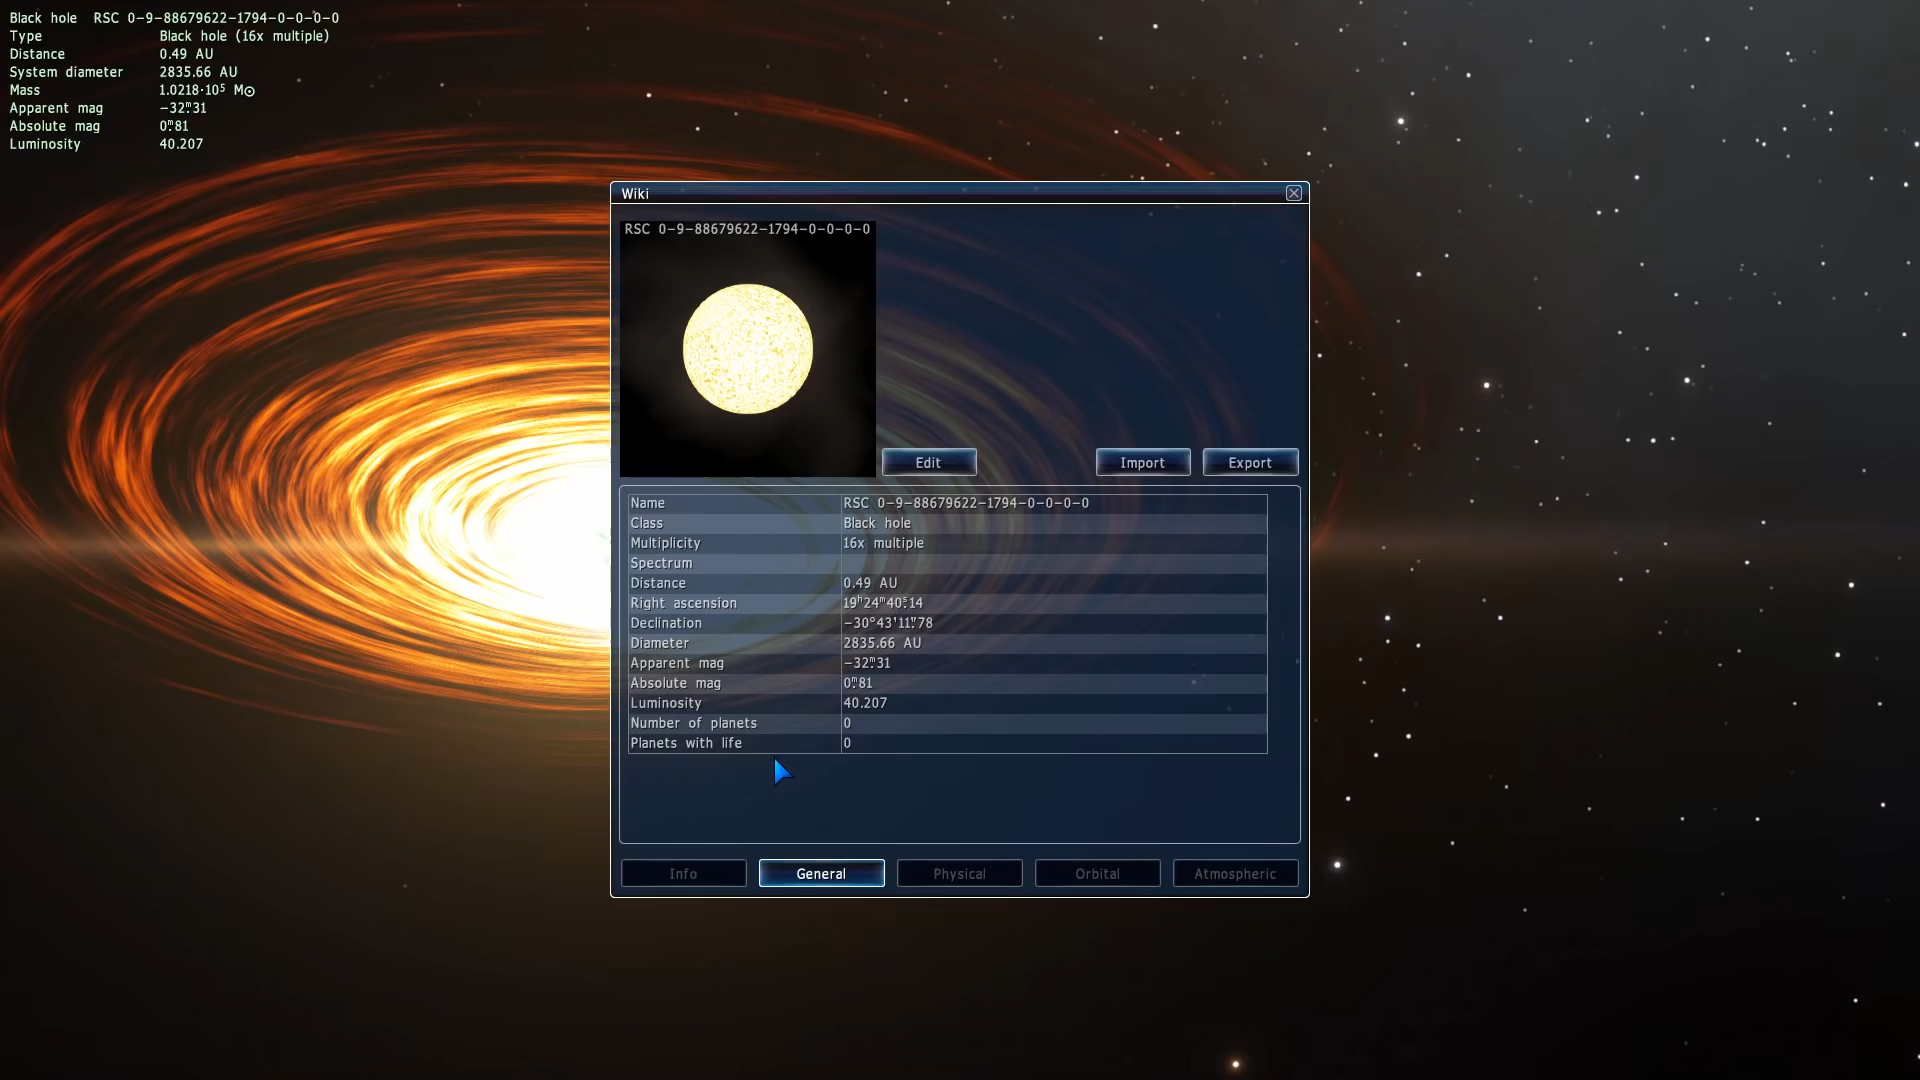 Black hole RSC 0-9-88679622-1794-0-0-0-0
Type Black hole (16x multiple)
Distance 0.49 AU
System diameter 2835.66 AU
Mass 1.0218·10⁵ M☉
Apparent mag −32ᵐ.31
Absolute mag 0ᵐ.81
Luminosity 40.207
Wiki
RSC 0-9-88679622-1794-0-0-0-0
Edit Import Export
Name RSC 0-9-88679622-1794-0-0-0-0
Class Black hole
Multiplicity 16x multiple
Spectrum
Distance 0.49 AU
Right ascension 19ʰ24ᵐ40ˢ.14
Declination −30°43'11".78
Diameter 2835.66 AU
Apparent mag −32ᵐ.31
Absolute mag 0ᵐ.81
Luminosity 40.207
Number of planets 0
Planets with life 0
Info General Physical Orbital Atmospheric